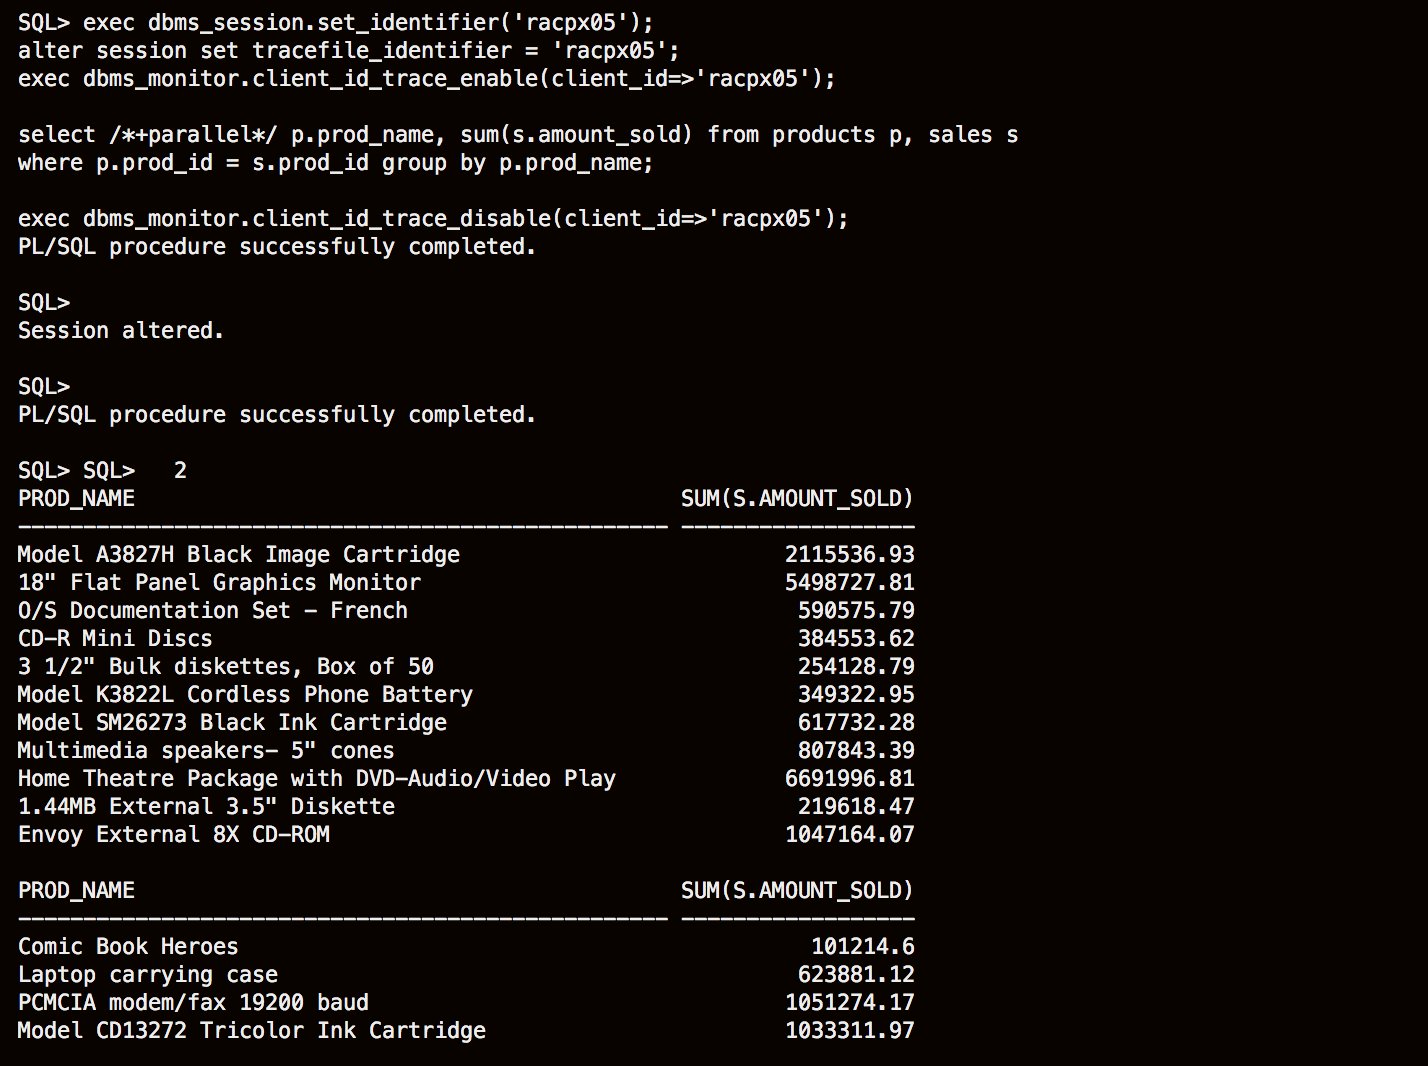 SQL> exec dbms_session.set_identifier('racpx05');
alter session set tracefile_identifier = 'racpx05';
exec dbms_monitor.client_id_trace_enable(client_id=>'racpx05');
select /*+parallel*/ p.prod_name, sum(s.amount_sold) from products p, sales s
where p.prod_id = s.prod_id group by p.prod_name;
exec dbms_monitor.client_id_trace_disable(client_id=>'racpx05');
PL/SQL procedure successfully completed.
SQL>
Session altered.
SQL>
PL/SQL procedure successfully completed.
SQL> SQL>   2
PROD_NAME                                          SUM(S.AMOUNT_SOLD)
-------------------------------------------------- ------------------
Model A3827H Black Image Cartridge                         2115536.93
18" Flat Panel Graphics Monitor                            5498727.81
O/S Documentation Set - French                              590575.79
CD-R Mini Discs                                             384553.62
3 1/2" Bulk diskettes, Box of 50                            254128.79
Model K3822L Cordless Phone Battery                         349322.95
Model SM26273 Black Ink Cartridge                           617732.28
Multimedia speakers- 5" cones                               807843.39
Home Theatre Package with DVD-Audio/Video Play             6691996.81
1.44MB External 3.5" Diskette                               219618.47
Envoy External 8X CD-ROM                                   1047164.07
PROD_NAME                                          SUM(S.AMOUNT_SOLD)
-------------------------------------------------- ------------------
Comic Book Heroes                                            101214.6
Laptop carrying case                                        623881.12
PCMCIA modem/fax 19200 baud                                1051274.17
Model CD13272 Tricolor Ink Cartridge                       1033311.97